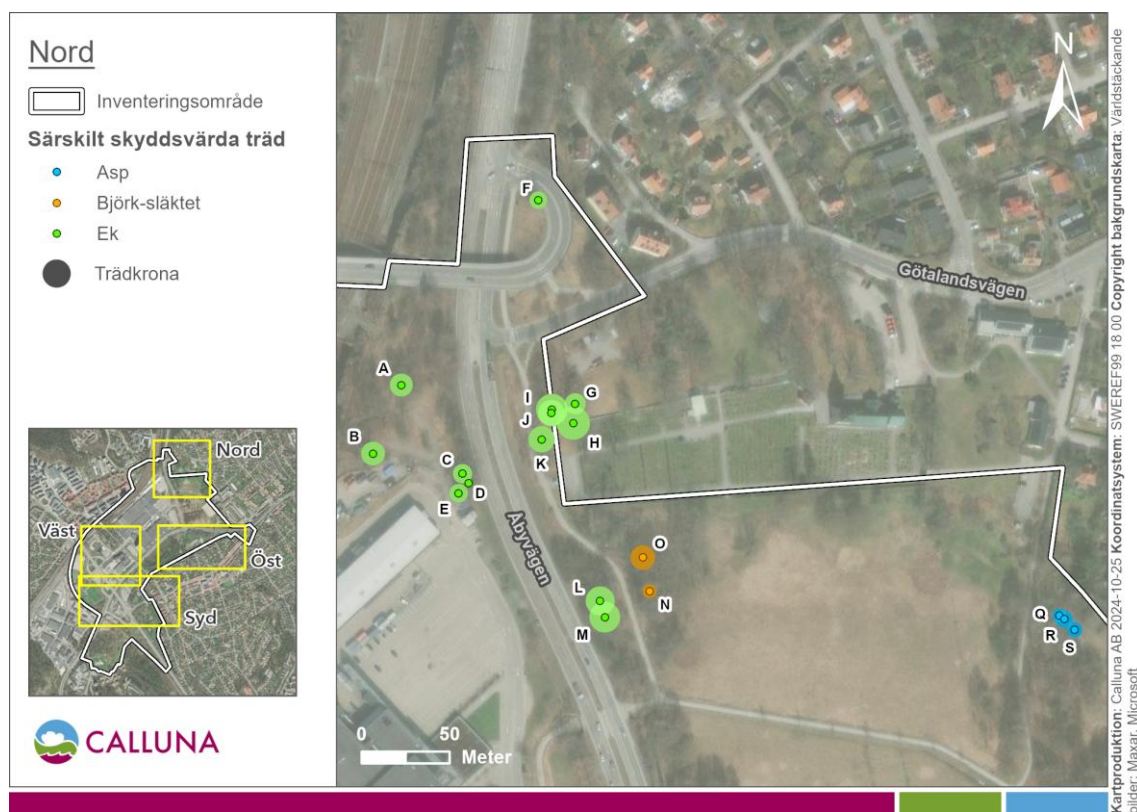 Nord
Inventeringsområde
Särskilt skyddsvärda träd
Asp
Björk-släktet
Ek
Trädkrona
Nord
Väst
Öst
Syd
CALLUNA
N
F
Götalandsvägen
A
I
G
J
H
B
K
C
D
E
Åbyvägen
O
N
L
M
Q
R
S
0 50
Meter
Kartproduktion: Calluna AB 2024-10-25 Koordinatsystem: SWEREF99 18 00 Copyright bakgrundskarta: Världstäckande
bilder: Maxar, Microsoft